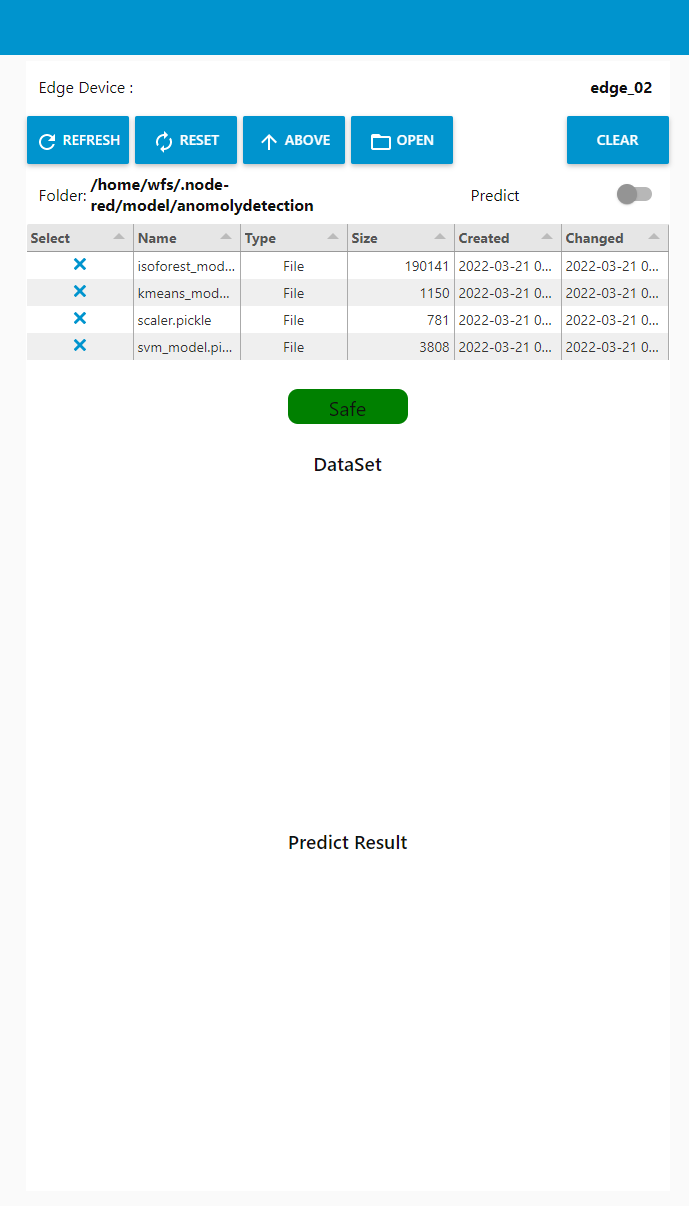 Edge Device : edge_02
REFRESH RESET ABOVE OPEN CLEAR
Folder: /home/wfs/.node-
red/model/anomolydetection
Predict
Select Name Type Size Created Changed
isoforest_mod... File 190141 2022-03-21 0... 2022-03-21 0...
kmeans_mod... File 1150 2022-03-21 0... 2022-03-21 0...
scaler.pickle File 781 2022-03-21 0... 2022-03-21 0...
svm_model.pi... File 3808 2022-03-21 0... 2022-03-21 0...
Safe
DataSet
Predict Result